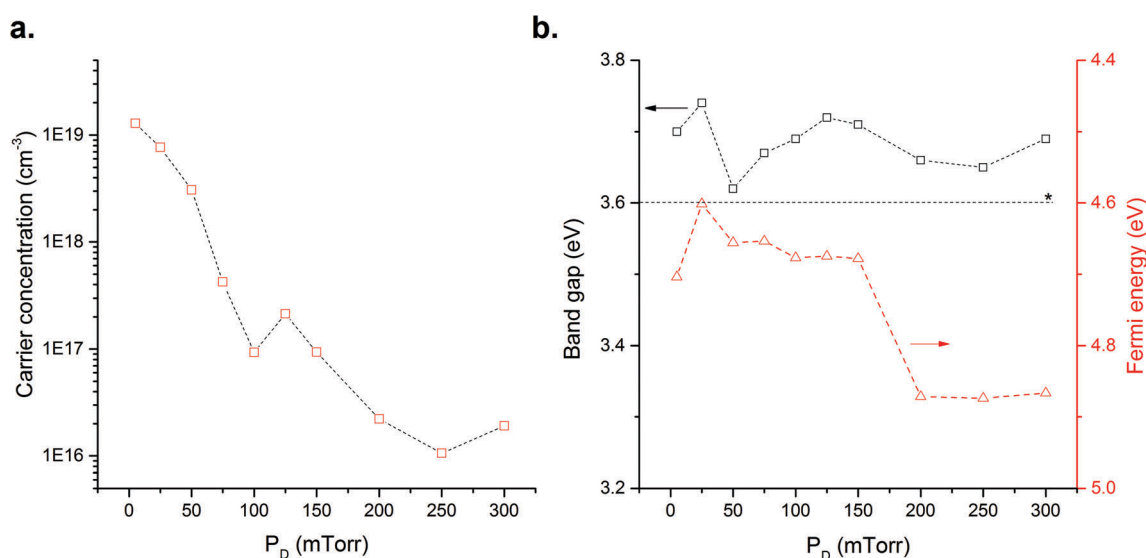 a.
Carrier concentration (cm-3)
1E19
1E18
1E17
1E16
0 50 100 150 200 250 300
PD (mTorr)
b.
Band gap (eV)
3.8
3.6
3.4
3.2
*
0 50 100 150 200 250 300
PD (mTorr)
4.4
4.6
4.8
5.0
Fermi energy (eV)